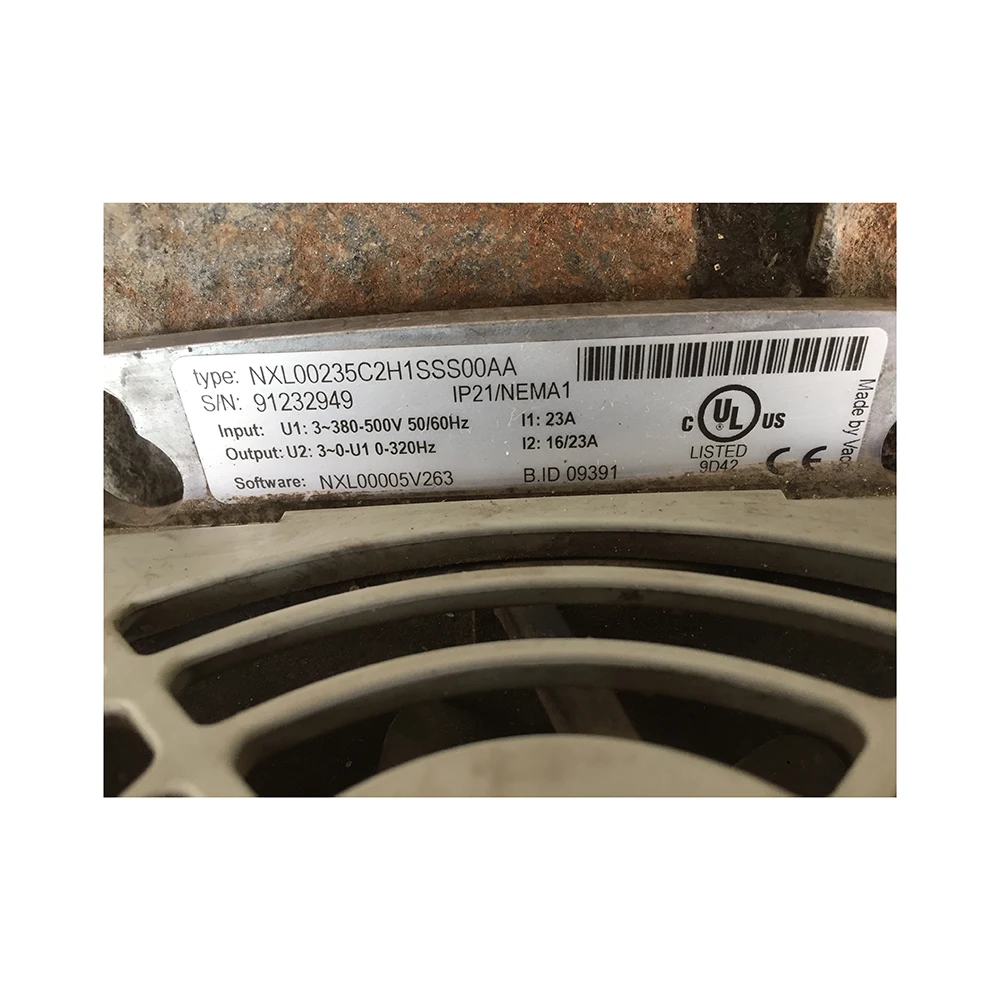 type: NXL00235C2H1SSS00AA
S/N: 91232949 IP21/NEMA1
Input: U1: 3~380-500V 50/60Hz I1: 23A
Output: U2: 3~0-U1 0-320Hz I2: 16/23A
Software: NXL00005V263 B.ID 09391
C UL US
LISTED
9D42
CE
Made by Vac